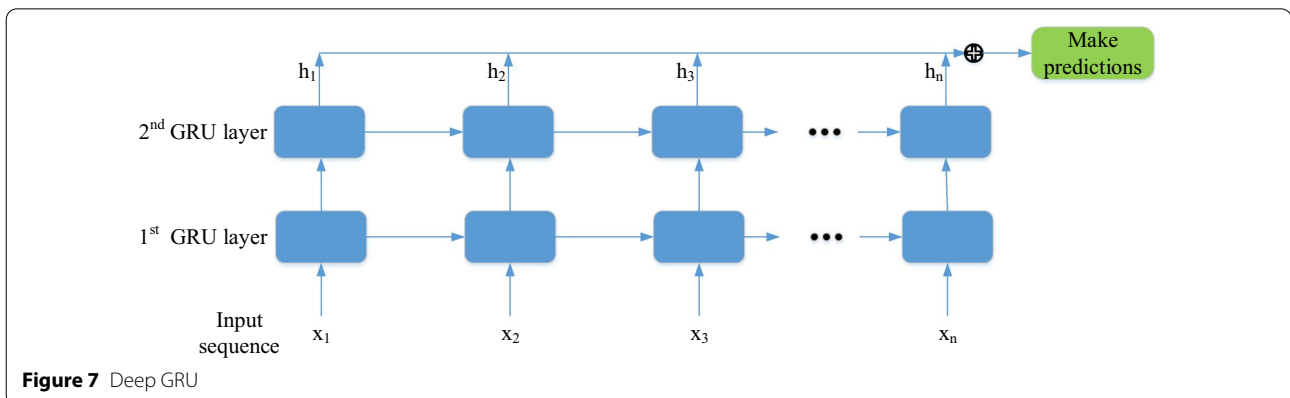 Make
predictions
h1 h2 h3 hn
2nd GRU layer
•••
1st GRU layer
•••
Input
sequence
x1 x2 x3 xn
Figure 7 Deep GRU